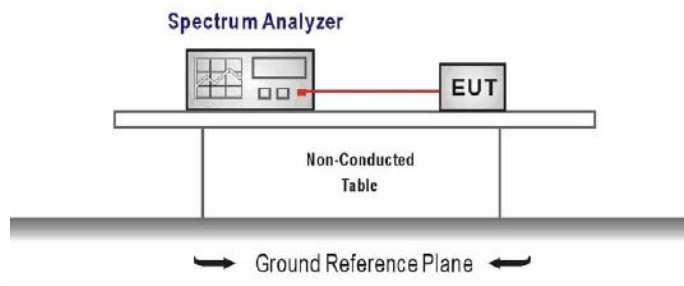 Spectrum Analyzer
EUT
Non-Conducted
Table
Ground Reference Plane